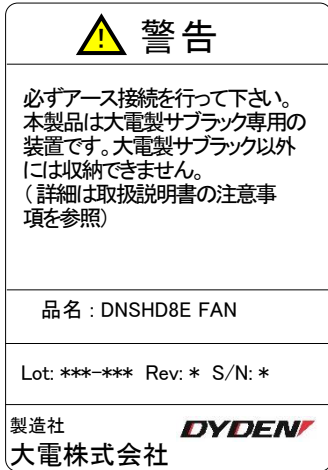 警告
必ずアース接続を行って下さい。
本製品は大電製サブラック専用の
装置です。大電製サブラック以外
には収納できません。
(詳細は取扱説明書の注意事
項を参照)
品名 : DNSHD8E FAN
Lot: ***-*** Rev: * S/N: *
製造社
DYDEN
大電株式会社